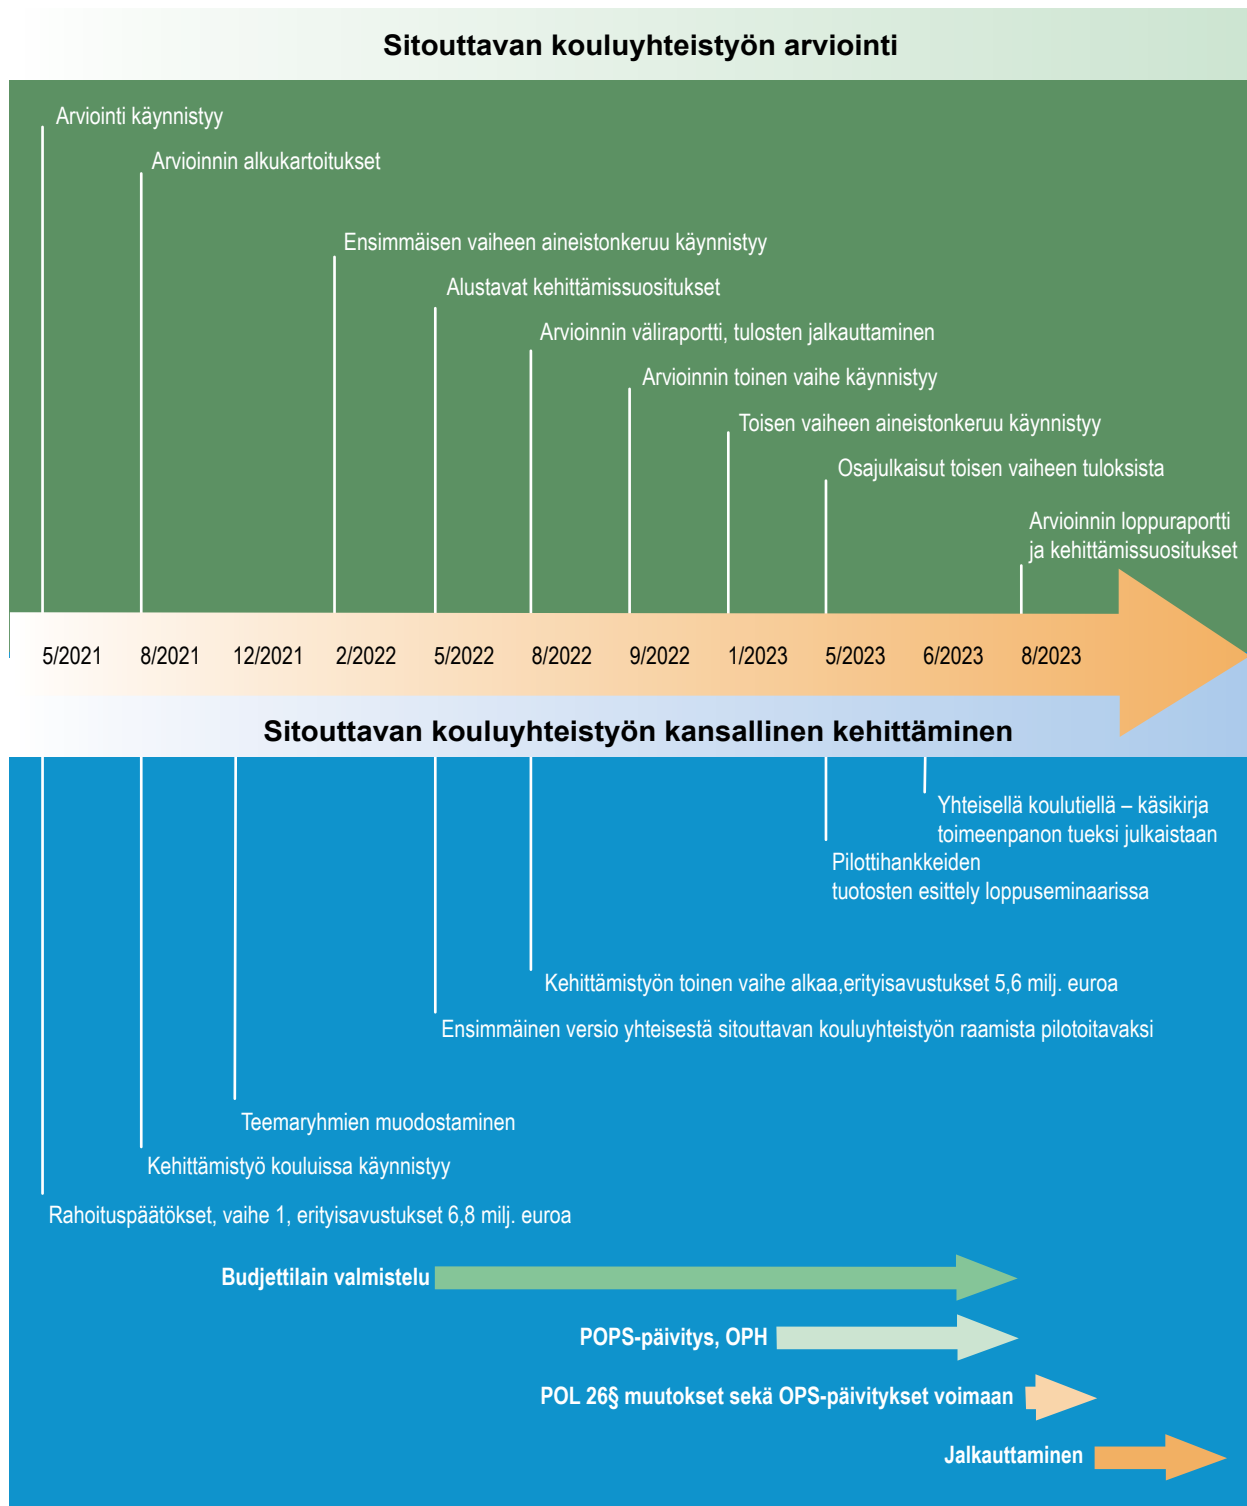 Sitouttavan kouluyhteistyön arviointi
Arviointi käynnistyy
Arvioinnin alkukartoitukset
Ensimmäisen vaiheen aineistonkeruu käynnistyy
Alustavat kehittämissuositukset
Arvioinnin väliraportti, tulosten jalkauttaminen
Arvioinnin toinen vaihe käynnistyy
Toisen vaiheen aineistonkeruu käynnistyy
Osajulkaisut toisen vaiheen tuloksista
Arvioinnin loppuraportti
ja kehittämissuositukset
5/2021 8/2021 12/2021 2/2022 5/2022 8/2022 9/2022 1/2023 5/2023 6/2023 8/2023
Sitouttavan kouluyhteistyön kansallinen kehittäminen
Yhteisellä koulutiellä – käsikirja
toimeenpanon tueksi julkaistaan
Pilottihankkeiden
tuotosten esittely loppuseminaarissa
Kehittämistyön toinen vaihe alkaa,erityisavustukset 5,6 milj. euroa
Ensimmäinen versio yhteisestä sitouttavan kouluyhteistyön raamista pilotoitavaksi
Teemaryhmien muodostaminen
Kehittämistyö kouluissa käynnistyy
Rahoituspäätökset, vaihe 1, erityisavustukset 6,8 milj. euroa
Budjettilain valmistelu
POPS-päivitys, OPH
POL 26§ muutokset sekä OPS-päivitykset voimaan
Jalkauttaminen